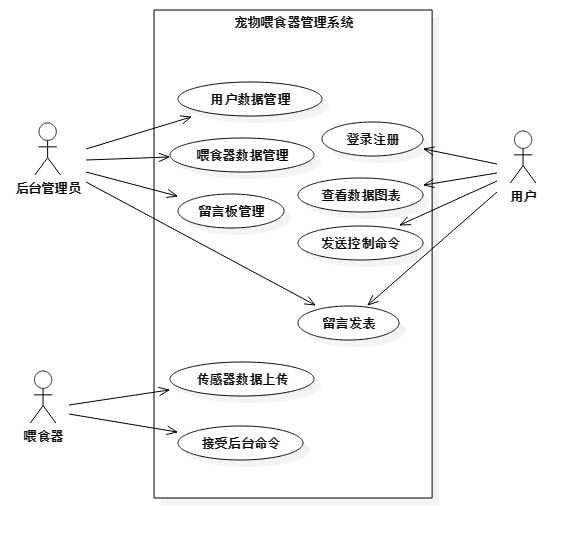 宠物喂食器管理系统
用户数据管理
登录注册
喂食器数据管理
后台管理员
查看数据图表
用户
留言板管理
发送控制命令
留言发表
传感器数据上传
喂食器
接受后台命令